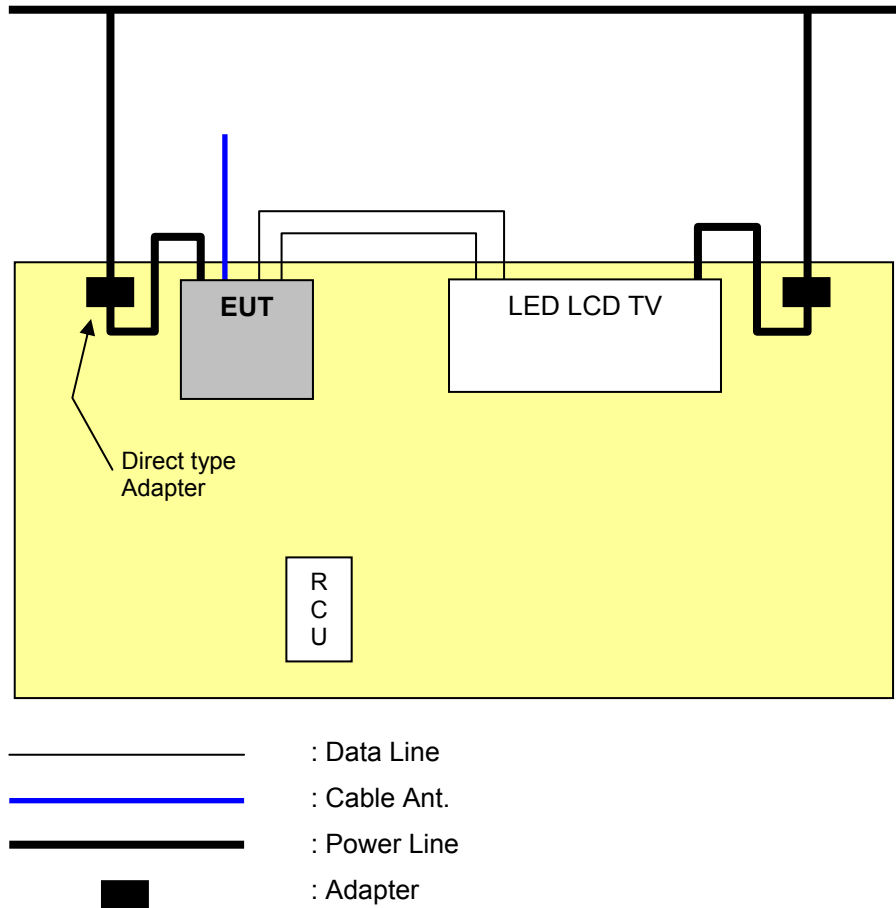 EUT
LED LCD TV
Direct type
Adapter
R
C
U
: Data Line
: Cable Ant.
: Power Line
: Adapter